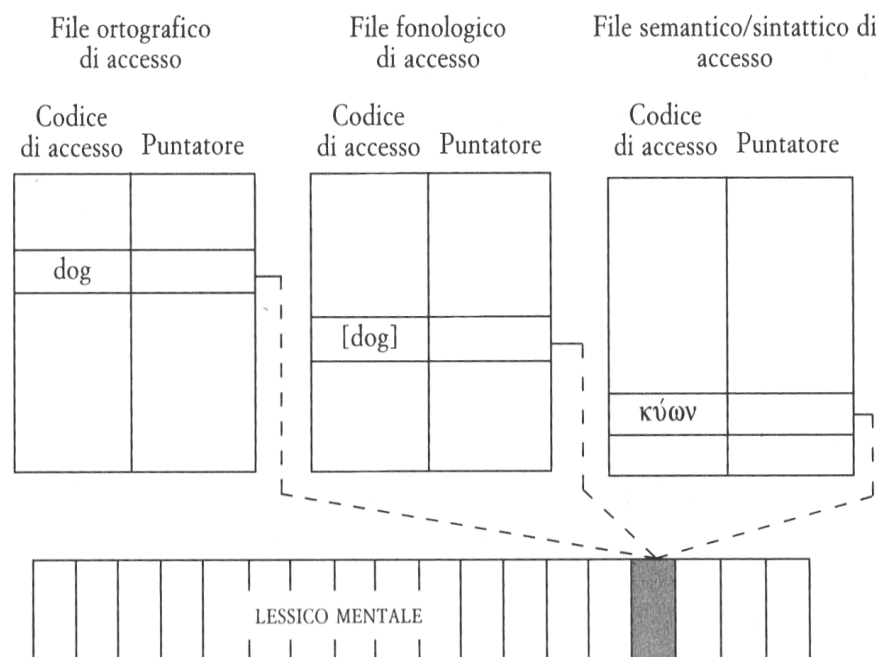 File ortografico
di accesso
File fonologico
di accesso
File semantico/sintattico di
accesso
Codice
di accesso Puntatore
Codice
di accesso Puntatore
Codice
di accesso Puntatore
dog
[dog]
κύων
LESSICO MENTALE